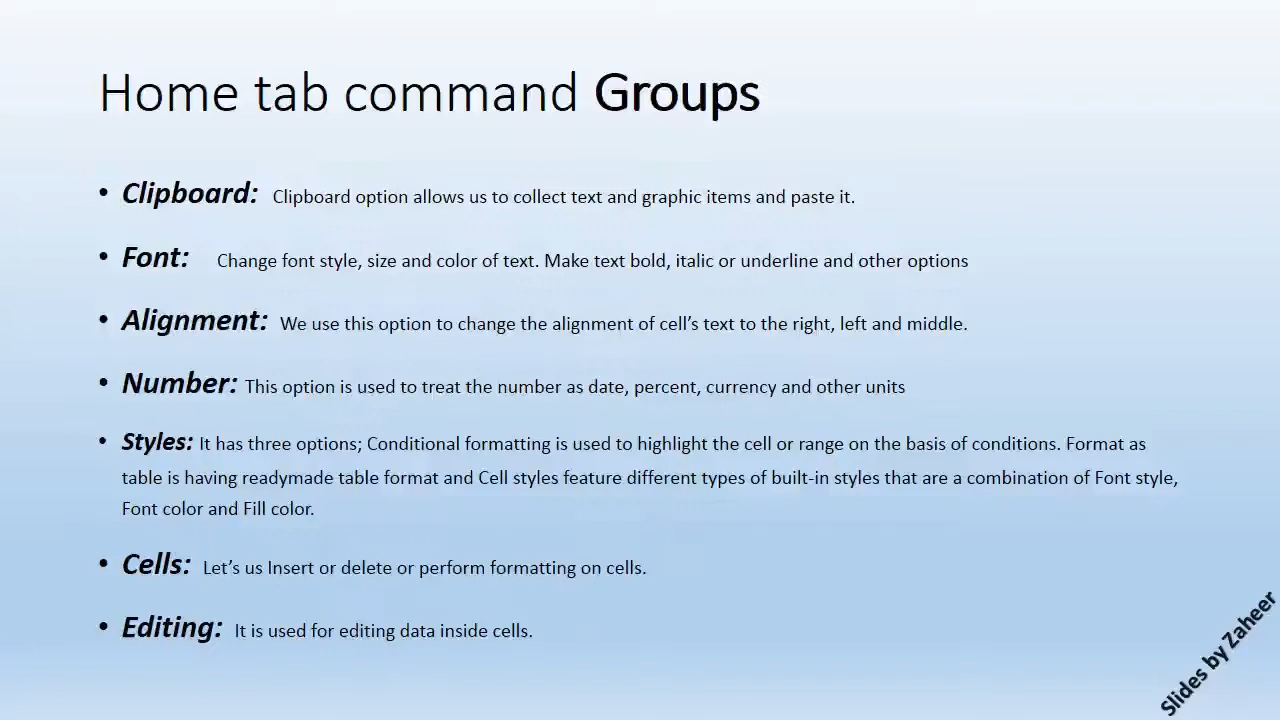 Home tab command Groups
• Clipboard: Clipboard option allows us to collect text and graphic items and paste it.
• Font: Change font style, size and color of text. Make text bold, italic or underline and other options
• Alignment: We use this option to change the alignment of cell’s text to the right, left and middle.
• Number: This option is used to treat the number as date, percent, currency and other units
• Styles: It has three options; Conditional formatting is used to highlight the cell or range on the basis of conditions. Format as
table is having readymade table format and Cell styles feature different types of built-in styles that are a combination of Font style,
Font color and Fill color.
• Cells: Let’s us Insert or delete or perform formatting on cells.
• Editing: It is used for editing data inside cells.
Slides by Zaheer